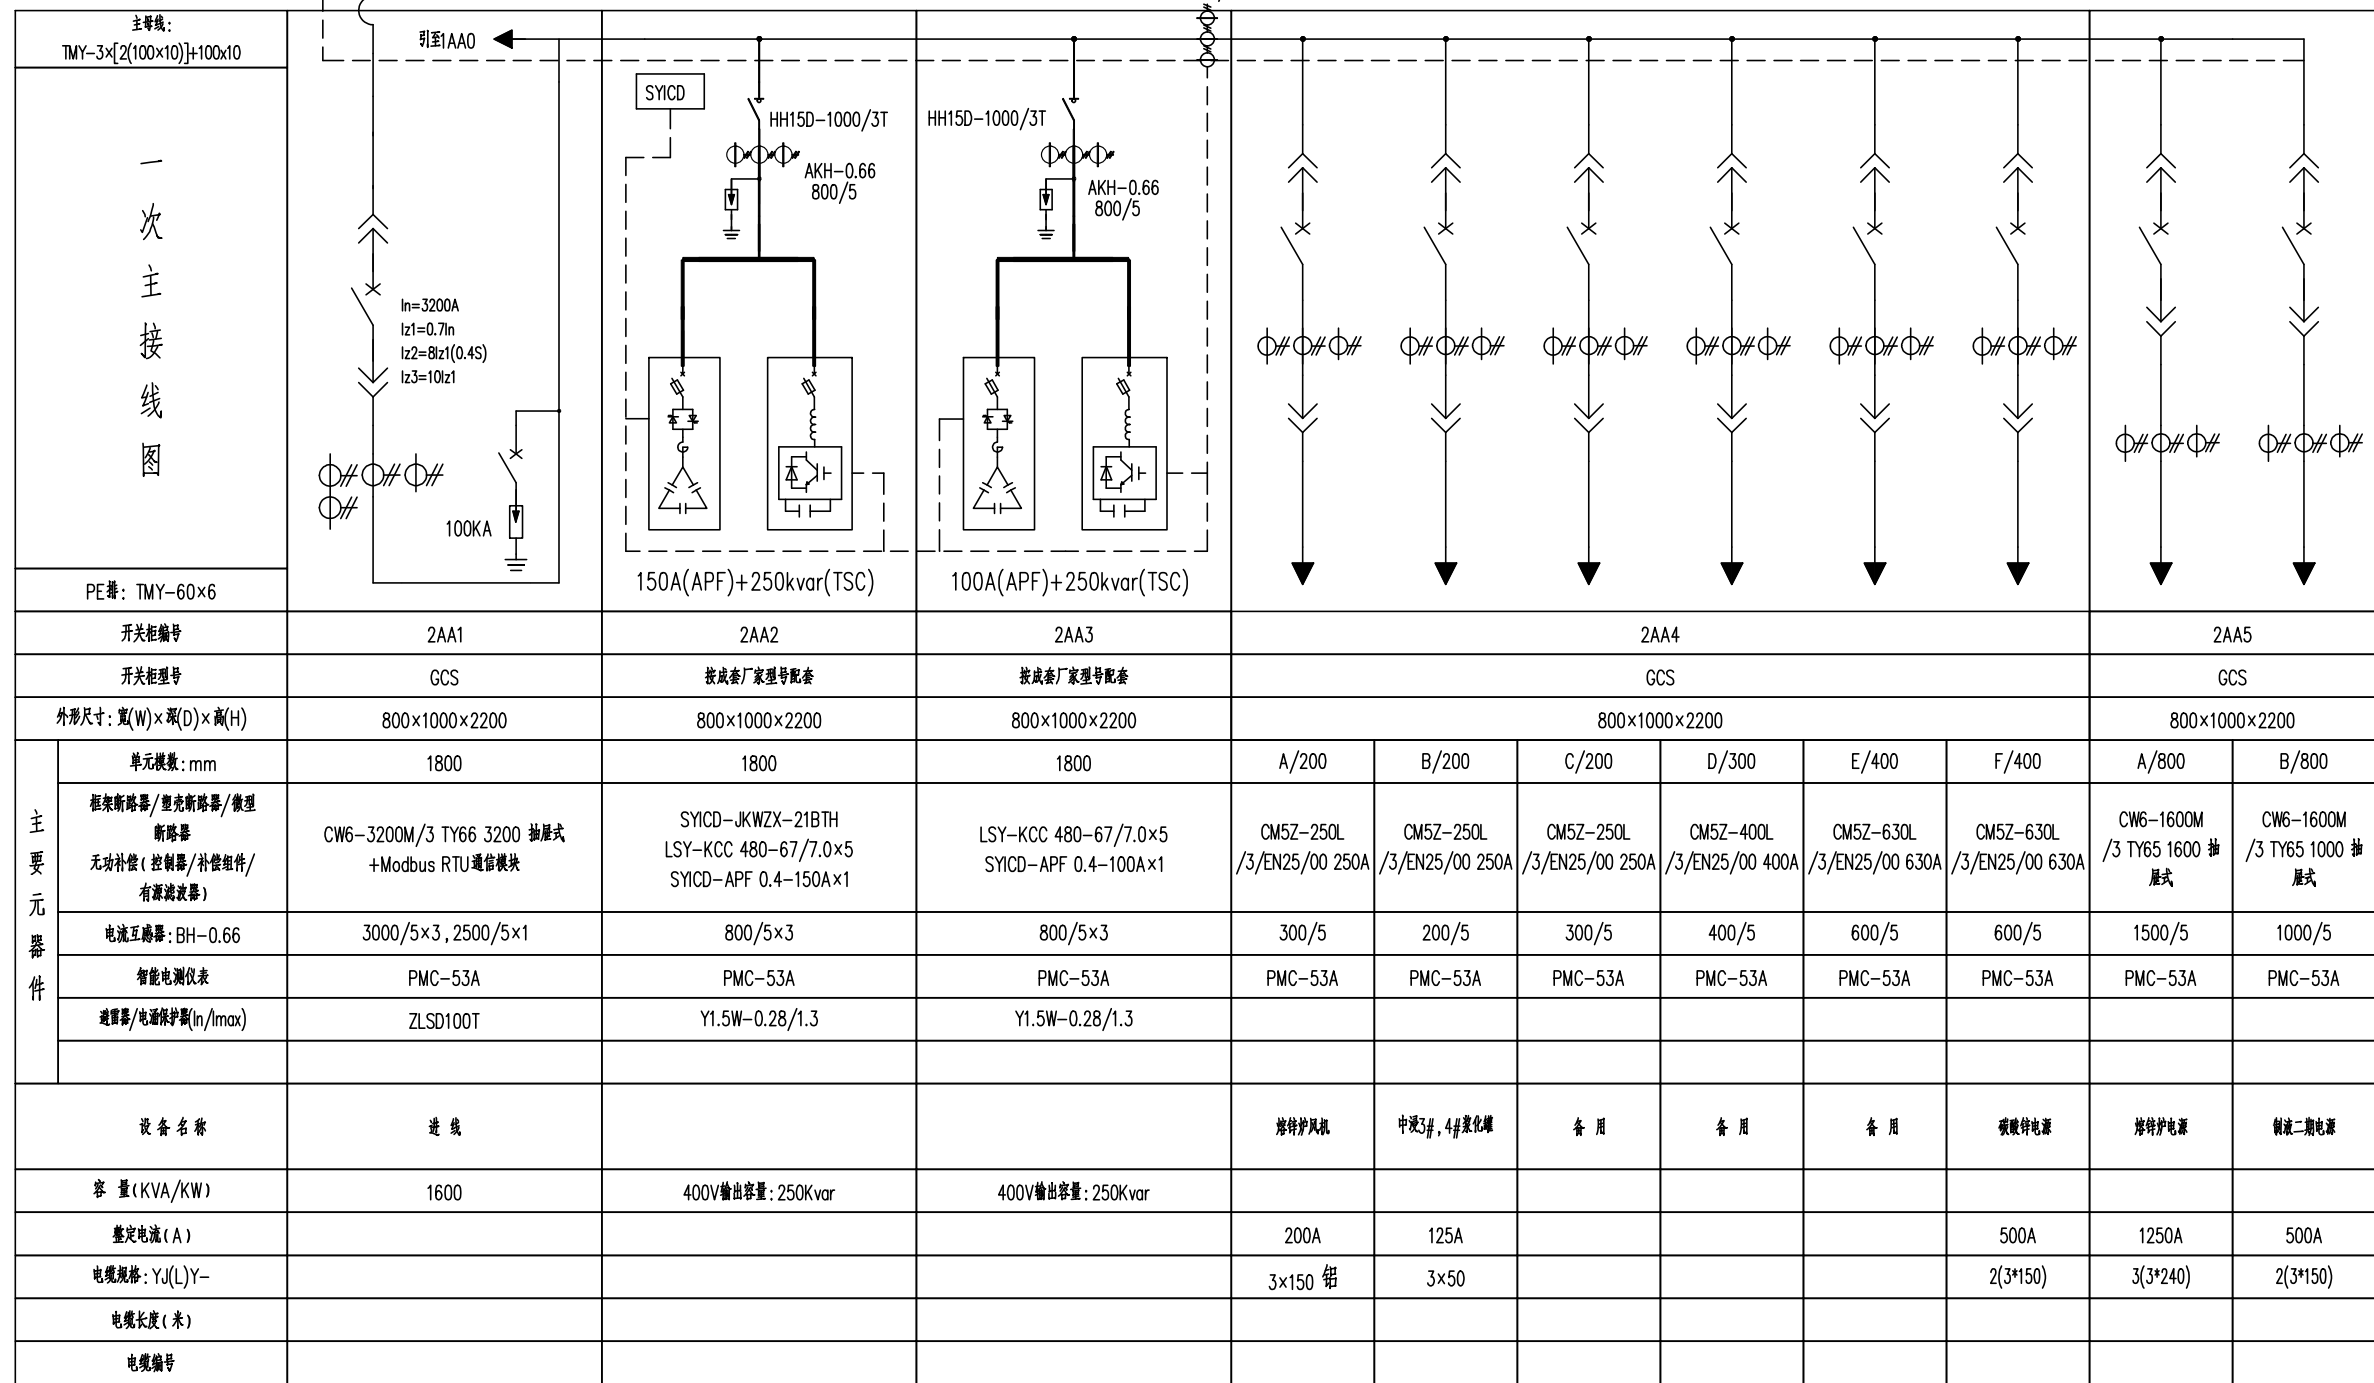 主母线:
TMY-3×[2(100×10)]+100x10
引至1AA0
SYICD
HH15D-1000/3T
HH15D-1000/3T
AKH-0.66
800/5
AKH-0.66
800/5
一
次
主
接
线
图
In=3200A
Iz1=0.7In
Iz2=8Iz1(0.4S)
Iz3=10Iz1
100KA
150A(APF)+250kvar(TSC)
100A(APF)+250kvar(TSC)
PE排: TMY-60×6
开关柜编号 2AA1 2AA2 2AA3 2AA4 2AA5
开关柜型号 GCS 按成套厂家型号配套 按成套厂家型号配套 GCS GCS
外形尺寸: 宽(W)×深(D)×高(H) 800×1000×2200 800×1000×2200 800×1000×2200 800×1000×2200 800×1000×2200
主要元器件
单元模数: mm 1800 1800 1800 A/200 B/200 C/200 D/300 E/400 F/400 A/800 B/800
框架断路器/塑壳断路器/微型
断路器
无功补偿(控制器/补偿组件/
有源滤波器)
CW6-3200M/3 TY66 3200 抽屉式
+Modbus RTU通信模块
SYICD-JKWZX-21BTH
LSY-KCC 480-67/7.0×5
SYICD-APF 0.4-150A×1
LSY-KCC 480-67/7.0×5
SYICD-APF 0.4-100A×1
CM5Z-250L
/3/EN25/00 250A
CM5Z-250L
/3/EN25/00 250A
CM5Z-250L
/3/EN25/00 250A
CM5Z-400L
/3/EN25/00 400A
CM5Z-630L
/3/EN25/00 630A
CM5Z-630L
/3/EN25/00 630A
CW6-1600M
/3 TY65 1600 抽
屉式
CW6-1600M
/3 TY65 1000 抽
屉式
电流互感器: BH-0.66 3000/5×3,2500/5×1 800/5×3 800/5×3 300/5 200/5 300/5 400/5 600/5 600/5 1500/5 1000/5
智能电测仪表 PMC-53A PMC-53A PMC-53A PMC-53A PMC-53A PMC-53A PMC-53A PMC-53A PMC-53A PMC-53A PMC-53A
避雷器/电涌保护器(In/Imax) ZLSD100T Y1.5W-0.28/1.3 Y1.5W-0.28/1.3
设备名称 进 线 熔锌炉风机 中浸3#,4#浆化罐 备 用 备 用 备 用 碳酸锌电源 熔锌炉电源 制液二期电源
容 量(KVA/KW) 1600 400V输出容量: 250Kvar 400V输出容量: 250Kvar
整定电流(A) 200A 125A 500A 1250A 500A
电缆规格: YJ(L)Y- 3×150 铝 3×50 2(3*150) 3(3*240) 2(3*150)
电缆长度(米)
电缆编号